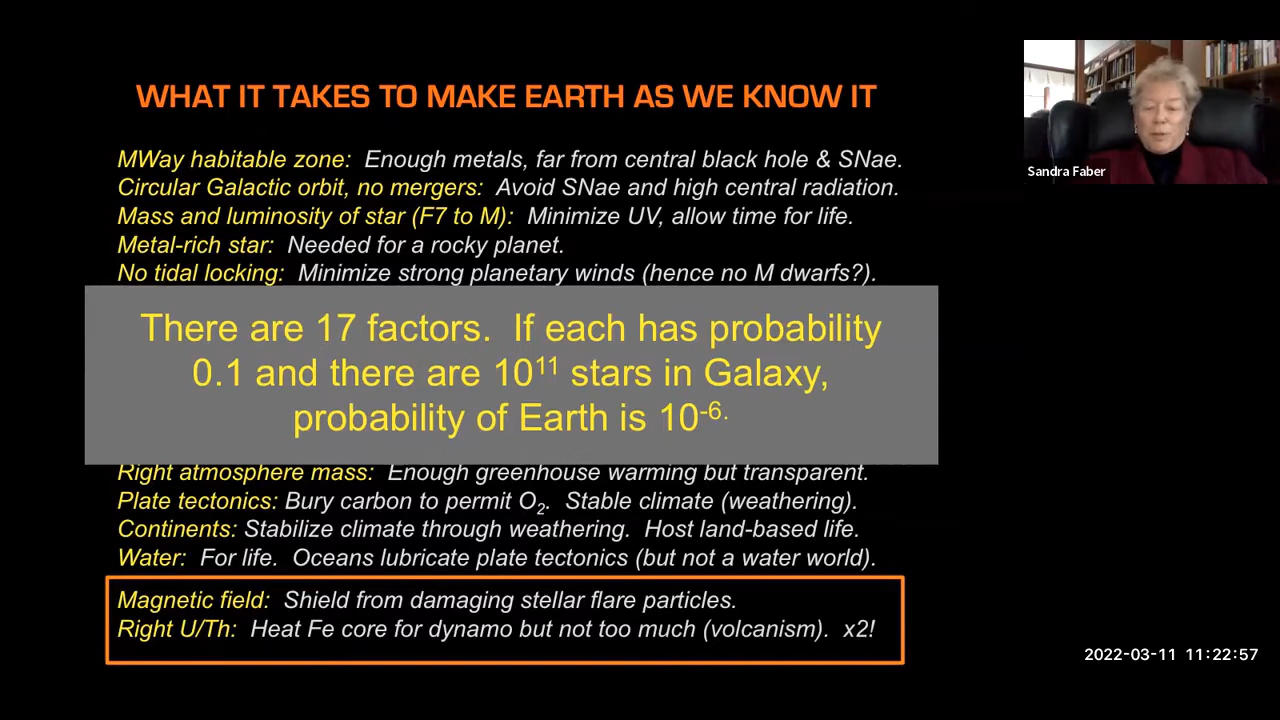 WHAT IT TAKES TO MAKE EARTH AS WE KNOW IT
MWay habitable zone: Enough metals, far from central black hole & SNae.
Circular Galactic orbit, no mergers: Avoid SNae and high central radiation.
Mass and luminosity of star (F7 to M): Minimize UV, allow time for life.
Metal-rich star: Needed for a rocky planet.
No tidal locking: Minimize strong planetary winds (hence no M dwarfs?).
There are 17 factors. If each has probability
0.1 and there are 10¹¹ stars in Galaxy,
probability of Earth is 10⁻⁶.
Right atmosphere mass: Enough greenhouse warming but transparent.
Plate tectonics: Bury carbon to permit O₂. Stable climate (weathering).
Continents: Stabilize climate through weathering. Host land-based life.
Water: For life. Oceans lubricate plate tectonics (but not a water world).
Magnetic field: Shield from damaging stellar flare particles.
Right U/Th: Heat Fe core for dynamo but not too much (volcanism). x2!
Sandra Faber
2022-03-11 11:22:57